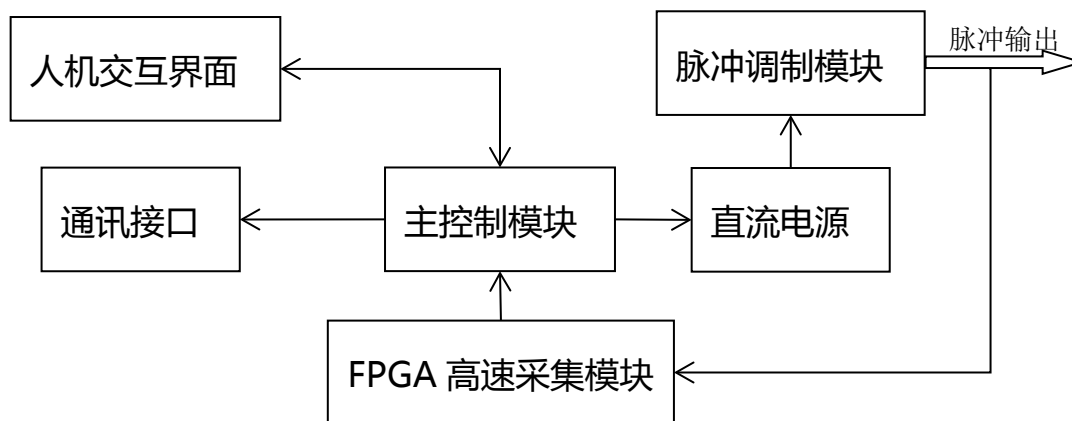 脉冲输出
人机交互界面
脉冲调制模块
通讯接口
主控制模块
直流电源
FPGA 高速采集模块